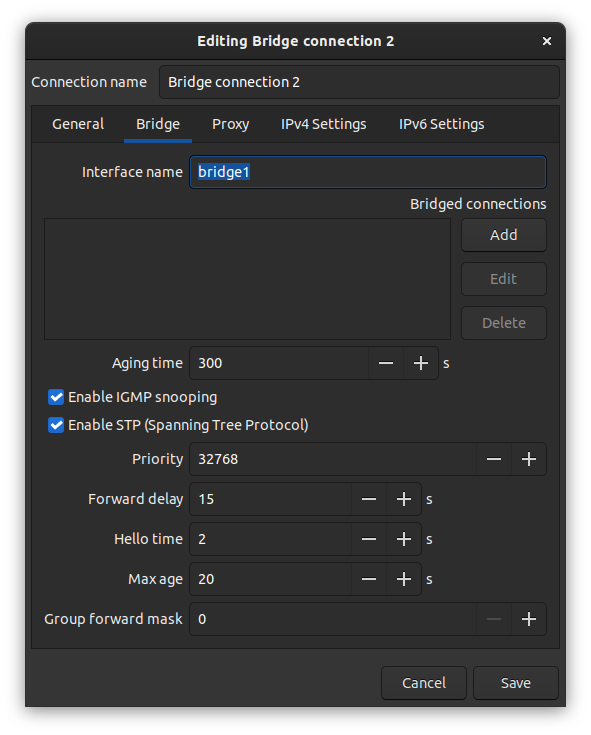 Editing Bridge connection 2
Connection name Bridge connection 2
General Bridge Proxy IPv4 Settings IPv6 Settings
Interface name bridge1
Bridged connections
Add
Edit
Delete
Aging time 300 s
Enable IGMP snooping
Enable STP (Spanning Tree Protocol)
Priority 32768
Forward delay 15 s
Hello time 2 s
Max age 20 s
Group forward mask 0
Cancel Save